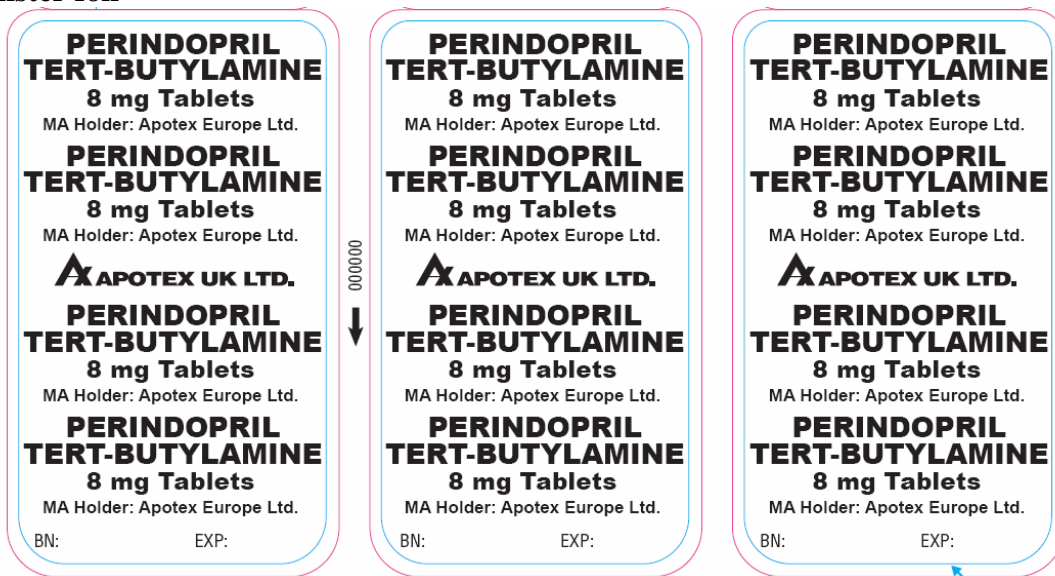 PERINDOPRIL
TERT-BUTYLAMINE
8 mg Tablets
MA Holder: Apotex Europe Ltd.
PERINDOPRIL
TERT-BUTYLAMINE
8 mg Tablets
MA Holder: Apotex Europe Ltd.
APOTEX UK LTD.
PERINDOPRIL
TERT-BUTYLAMINE
8 mg Tablets
MA Holder: Apotex Europe Ltd.
PERINDOPRIL
TERT-BUTYLAMINE
8 mg Tablets
MA Holder: Apotex Europe Ltd.
BN: EXP:
000000
PERINDOPRIL
TERT-BUTYLAMINE
8 mg Tablets
MA Holder: Apotex Europe Ltd.
PERINDOPRIL
TERT-BUTYLAMINE
8 mg Tablets
MA Holder: Apotex Europe Ltd.
APOTEX UK LTD.
PERINDOPRIL
TERT-BUTYLAMINE
8 mg Tablets
MA Holder: Apotex Europe Ltd.
PERINDOPRIL
TERT-BUTYLAMINE
8 mg Tablets
MA Holder: Apotex Europe Ltd.
BN: EXP:
PERINDOPRIL
TERT-BUTYLAMINE
8 mg Tablets
MA Holder: Apotex Europe Ltd.
PERINDOPRIL
TERT-BUTYLAMINE
8 mg Tablets
MA Holder: Apotex Europe Ltd.
APOTEX UK LTD.
PERINDOPRIL
TERT-BUTYLAMINE
8 mg Tablets
MA Holder: Apotex Europe Ltd.
PERINDOPRIL
TERT-BUTYLAMINE
8 mg Tablets
MA Holder: Apotex Europe Ltd.
BN: EXP: